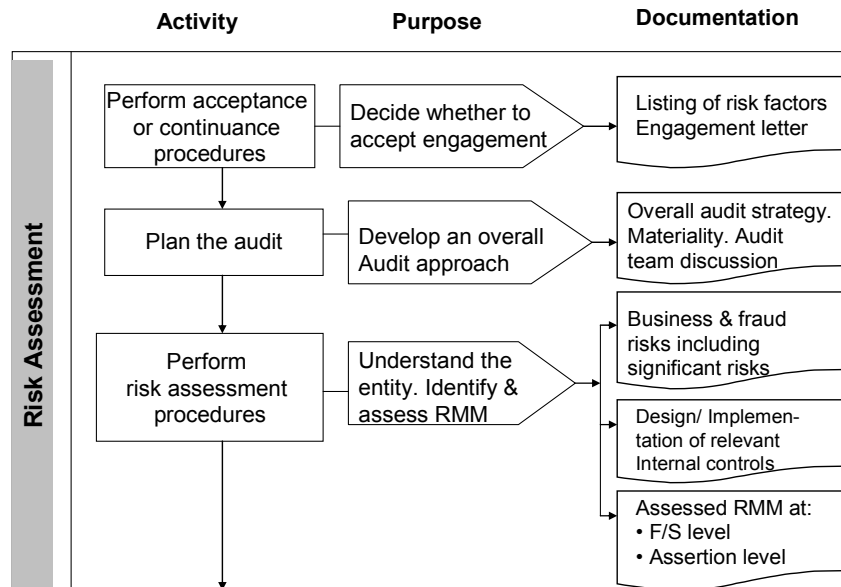 Activity
Purpose
Documentation
Risk Assessment
Perform acceptance
or continuance
procedures
Decide whether to
accept engagement
Listing of risk factors
Engagement letter
Plan the audit
Develop an overall
Audit approach
Overall audit strategy.
Materiality. Audit
team discussion
Perform
risk assessment
procedures
Understand the
entity. Identify &
assess RMM
Business & fraud
risks including
significant risks
Design/ Implemen-
tation of relevant
Internal controls
Assessed RMM at:
• F/S level
• Assertion level